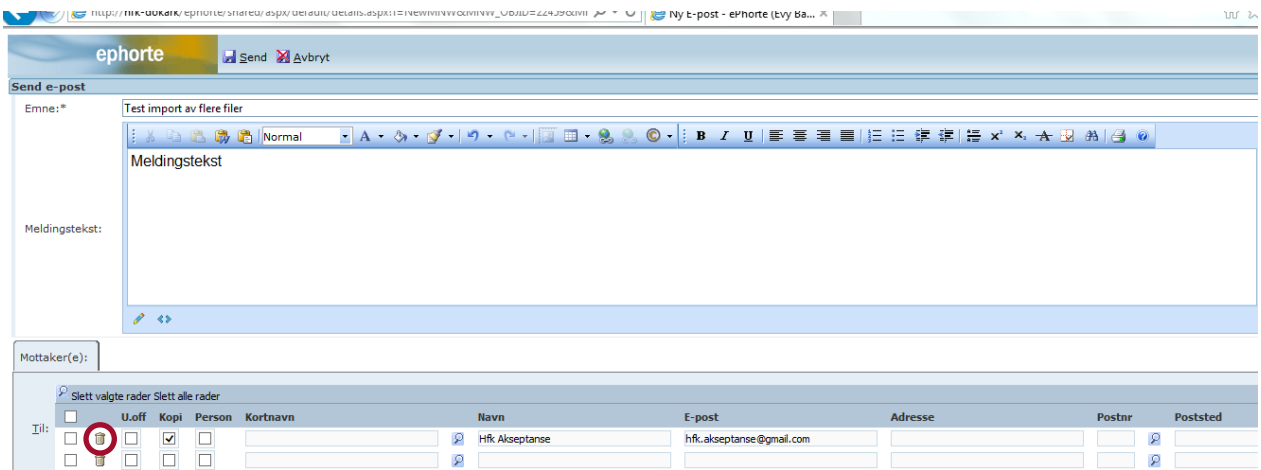 Ny E-post - ePhorte (Evy Ba...
ephorte Send Avbryt
Send e-post
Emne:* Test import av flere filer
Normal
Meldingstekst
Meldingstekst:
Mottaker(e):
Slett valgte rader Slett alle rader
U.off Kopi Person Kortnavn Navn E-post Adresse Postnr Poststed
Til:
Hfk Akseptanse hfk.akseptanse@gmail.com